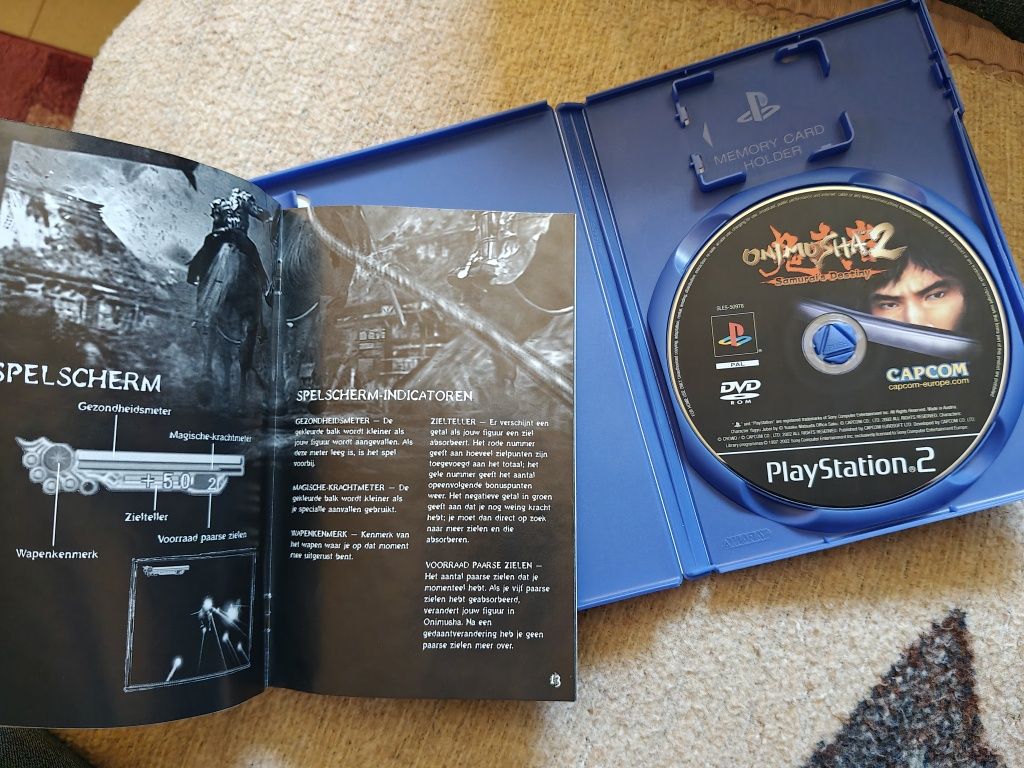 SPELSCHERM
Gezondheidsmeter
Magische-krachtmeter
+50
2
Zielteller
Voorraad paarse zielen
Wapenkenmerk
SPELSCHERM-INDICATOREN
GEZONDHEIDSMETER – De
gekleurde balk wordt kleiner als
jouw figuur wordt aangevallen. Als
deze meter leeg is, is het spel
voorbij.
MAGISCHE-KRACHTMETER – De
gekleurde balk wordt kleiner als
je speciale aanvallen gebruikt.
WAPENKENMERK – Kenmerk van
het wapen waar je op dat moment
mee uitgerust bent.
ZIELTELLER – Er verschijnt een
getal als jouw figuur een ziel
absorbeert. Het rode nummer
geeft aan hoeveel zielpunten zijn
toegevoegd aan het totaal; het
gele nummer geeft het aantal
opeenvolgende bonuspunten
weer. Het negatieve getal in groen
geeft aan dat je nog weinig kracht
hebt; je moet dan direct op zoek
naar meer zielen en die
absorberen.
VOORRAAD PAARSE ZIELEN –
Het aantal paarse zielen dat je
momenteel hebt. Als je vijf paarse
zielen hebt geabsorbeerd,
verandert jouw figuur in
Onimusha. Na een
gedaantverandering heb je geen
paarse zielen meer over.
13
MEMORY CARD
HOLDER
ONIMUSHA 2
Samurai's Destiny
SLES-50978
PAL
DVD
ROM
CAPCOM
capcom-europe.com
PlayStation®2